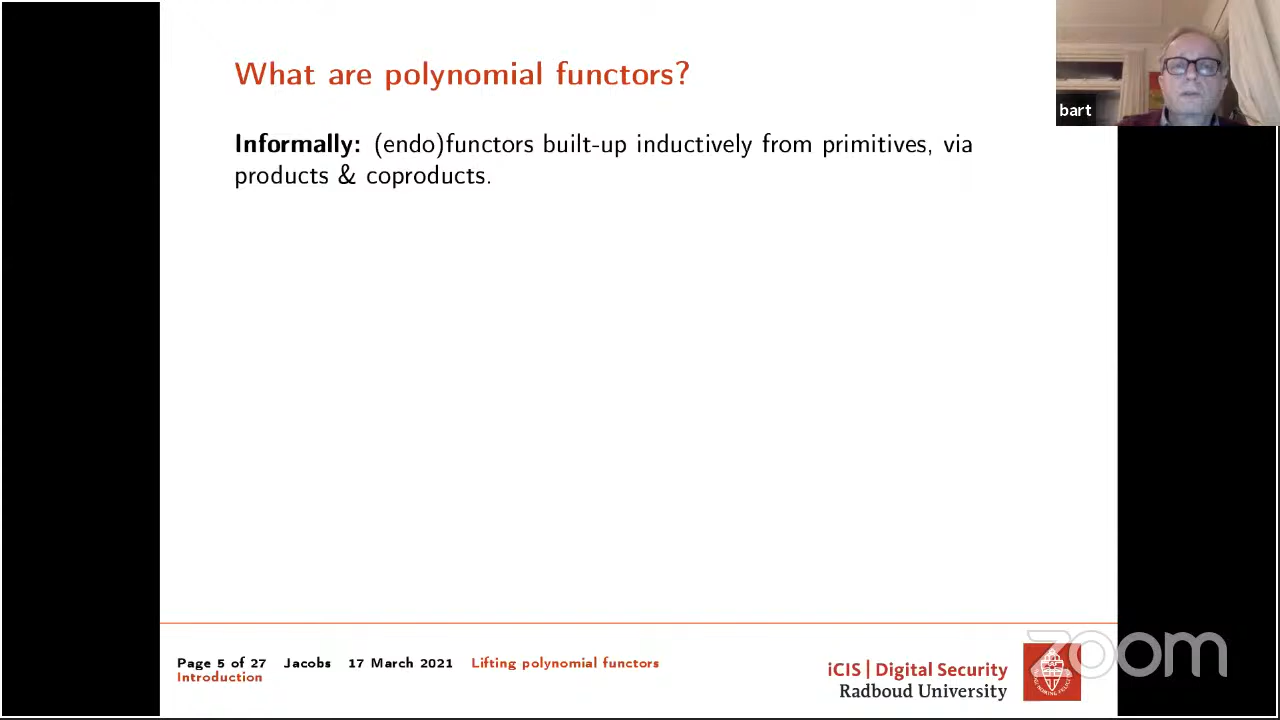 What are polynomial functors?
bart
Informally: (endo)functors built-up inductively from primitives, via
products & coproducts.
Page 5 of 27 Jacobs 17 March 2021 Lifting polynomial functors
Introduction
iCIS | Digital Security
Radboud University
zoom